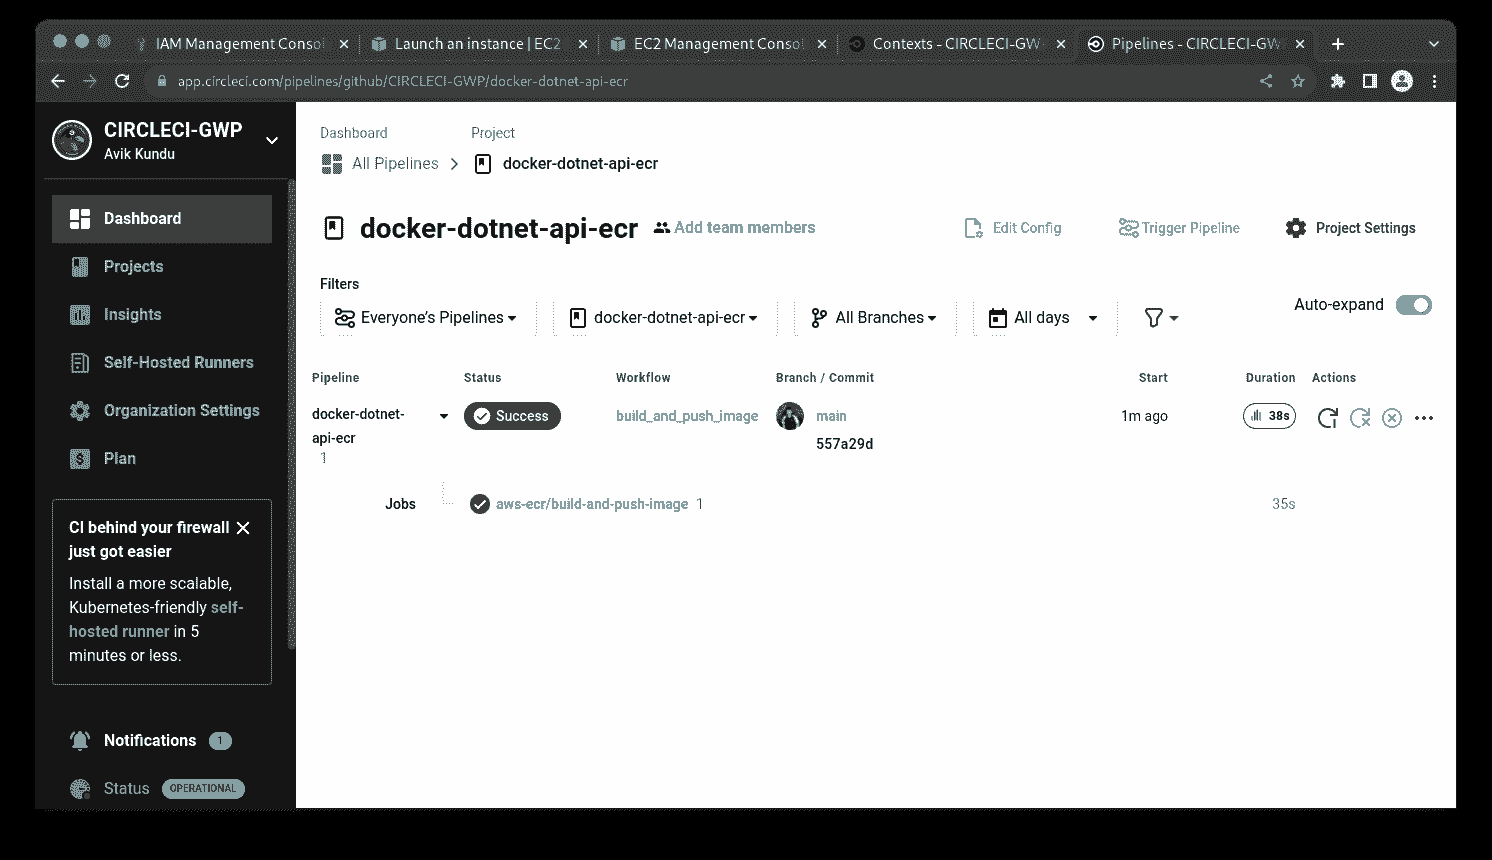 IAM Management Consol
Launch an instance | EC2
EC2 Management Consol
Contexts - CIRCLECI-GW
Pipelines - CIRCLECI-GW
app.circleci.com/pipelines/github/CIRCLECI-GWP/docker-dotnet-api-ecr
CIRCLECI-GWP
Avik Kundu
Dashboard
Projects
Insights
Self-Hosted Runners
Organization Settings
Plan
CI behind your firewall
just got easier
Install a more scalable,
Kubernetes-friendly self-
hosted runner in 5
minutes or less.
Notifications 1
Status OPERATIONAL
Dashboard Project
All Pipelines docker-dotnet-api-ecr
docker-dotnet-api-ecr Add team members Edit Config Trigger Pipeline Project Settings
Filters
Everyone's Pipelines docker-dotnet-api-ecr All Branches All days Auto-expand
Pipeline Status Workflow Branch / Commit Start Duration Actions
docker-dotnet- Success build_and_push_image main 1m ago 38s
api-ecr 557a29d
1
Jobs aws-ecr/build-and-push-image 1 35s